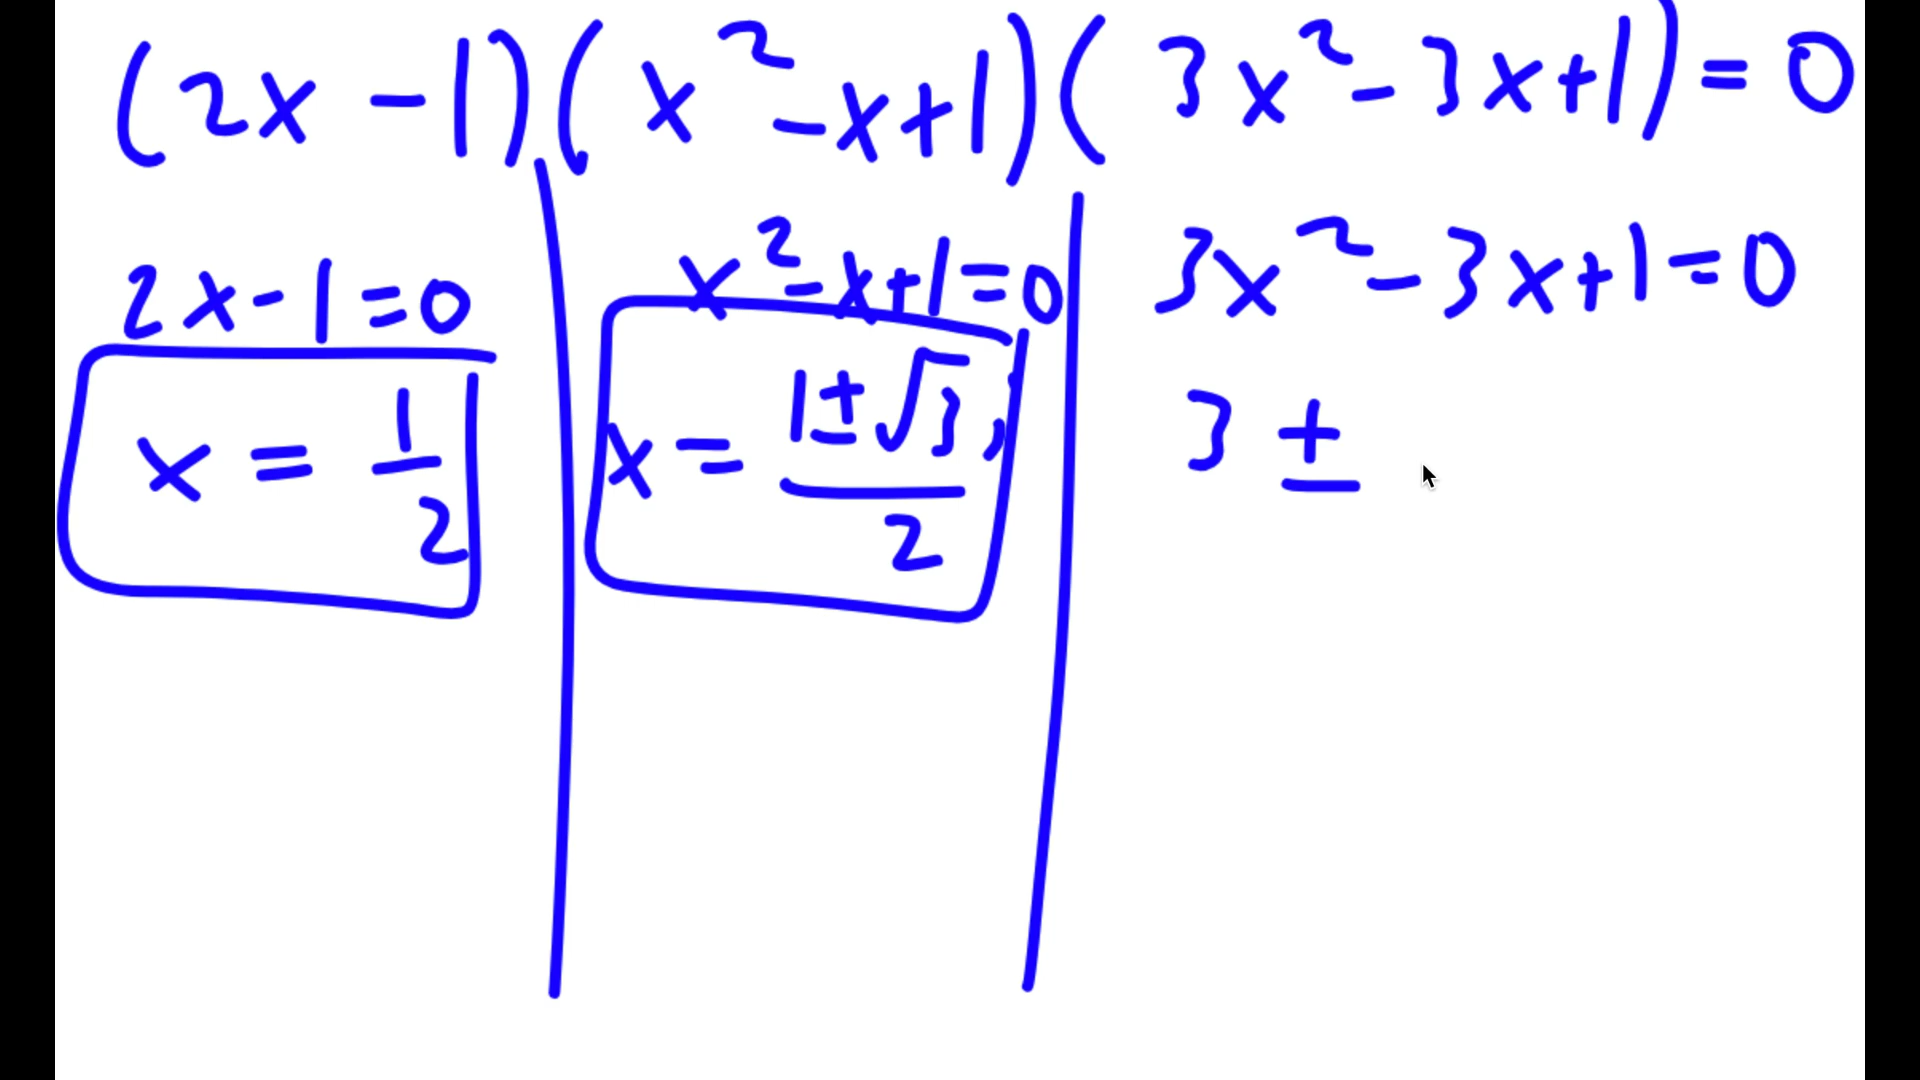 (2x - 1)(x² - x + 1)(3x² - 3x + 1) = 0
2x - 1 = 0
x = 1/2
x² - x + 1 = 0
x = (1 ± √3 i)/2
3x² - 3x + 1 = 0
3 ±